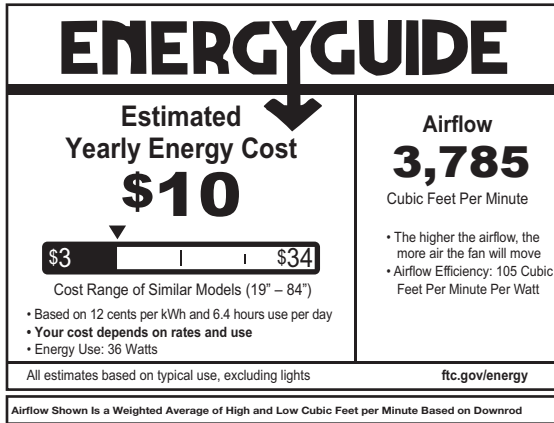 ENERGYGUIDE
Estimated
Yearly Energy Cost
$10
$3
$34
Cost Range of Similar Models (19” – 84”)
• Based on 12 cents per kWh and 6.4 hours use per day
• Your cost depends on rates and use
• Energy Use: 36 Watts
Airflow
3,785
Cubic Feet Per Minute
• The higher the airflow, the
more air the fan will move
• Airflow Efficiency: 105 Cubic
Feet Per Minute Per Watt
All estimates based on typical use, excluding lights
ftc.gov/energy
Airflow Shown Is a Weighted Average of High and Low Cubic Feet per Minute Based on Downrod